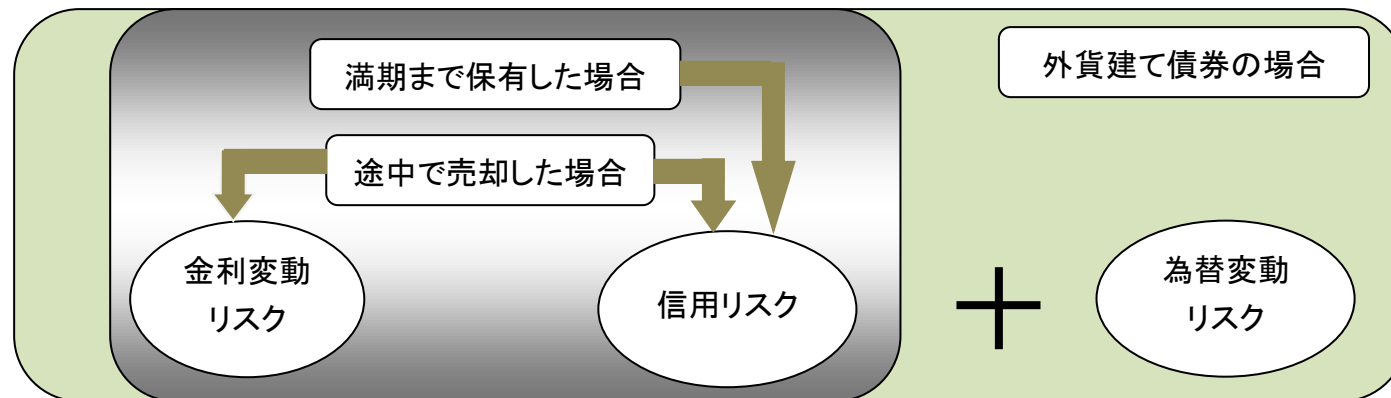 満期まで保有した場合
外貨建て債券の場合
途中で売却した場合
金利変動
リスク
信用リスク
為替変動
リスク